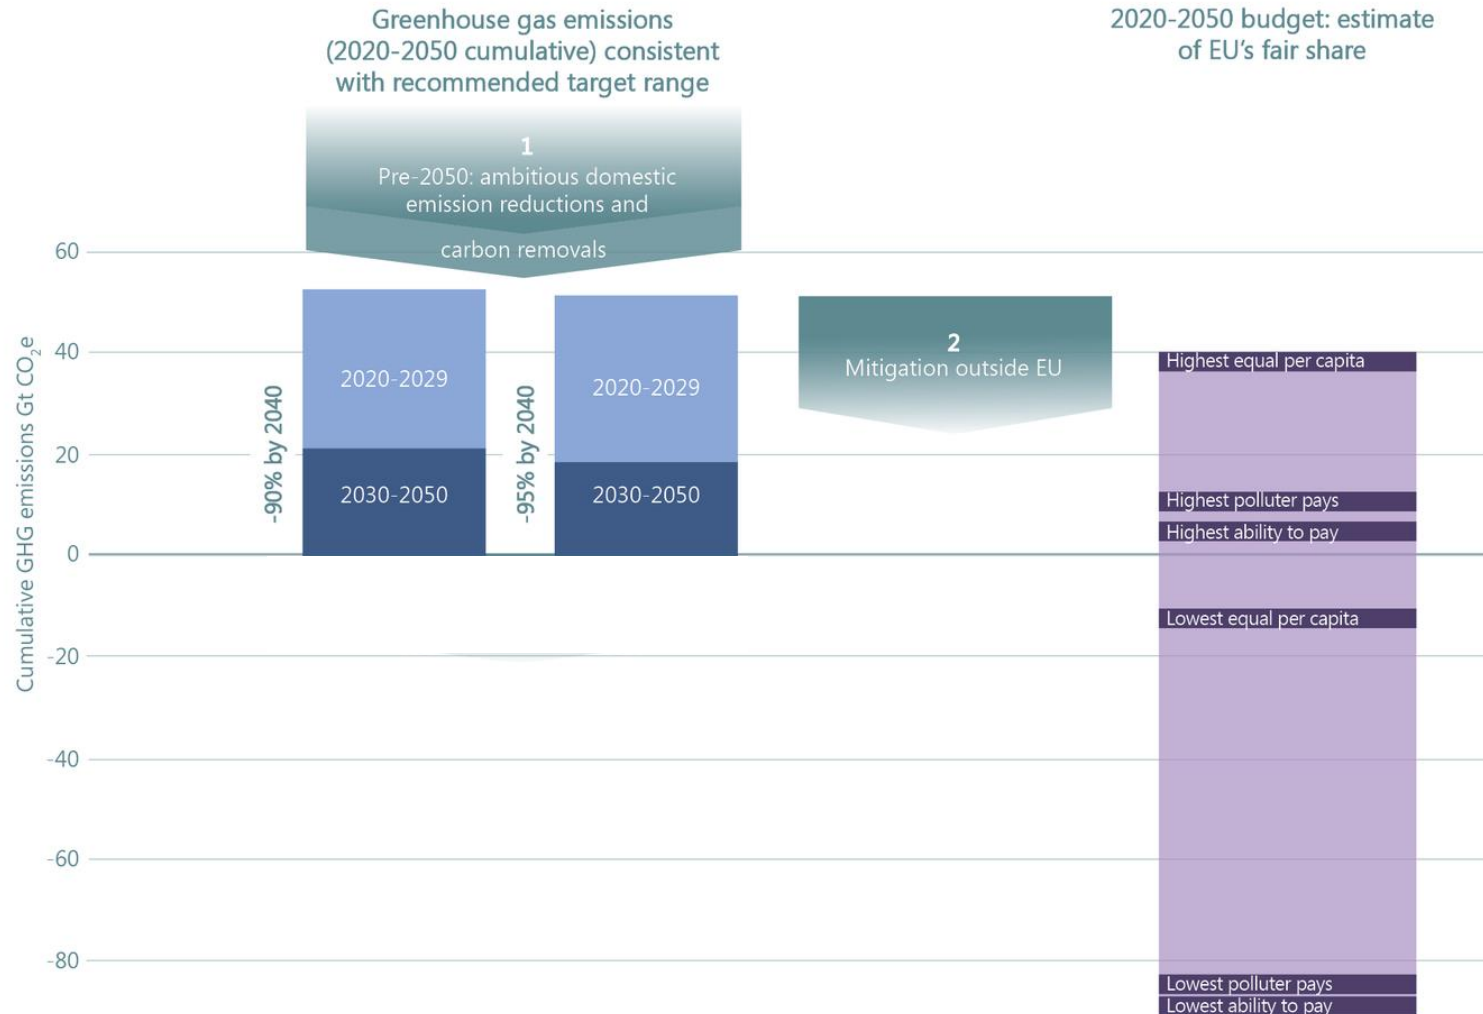 Greenhouse gas emissions
(2020-2050 cumulative) consistent
with recommended target range
2020-2050 budget: estimate
of EU's fair share
1
Pre-2050: ambitious domestic
emission reductions and
carbon removals
Cumulative GHG emissions Gt CO₂e
60
40
20
0
-20
-40
-60
-80
-90% by 2040
2020-2029
2030-2050
-95% by 2040
2020-2029
2030-2050
2
Mitigation outside EU
Highest equal per capita
Highest polluter pays
Highest ability to pay
Lowest equal per capita
Lowest polluter pays
Lowest ability to pay